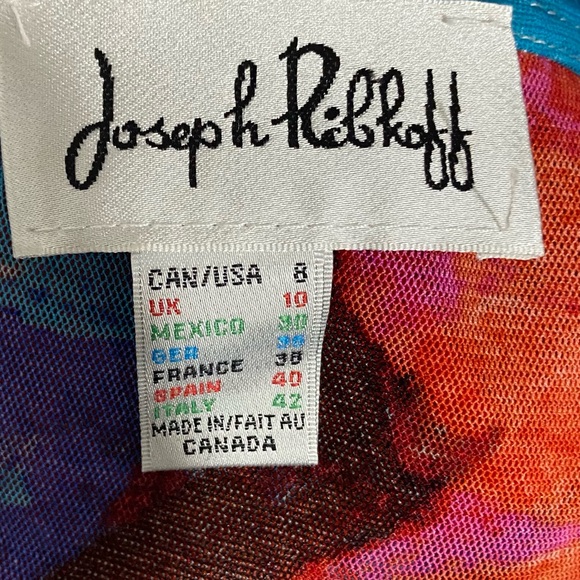 Joseph Ribkoff
CAN/USA 8
UK 10
MEXICO 30
GER 36
FRANCE 38
SPAIN 40
ITALY 42
MADE IN/FAIT AU
CANADA